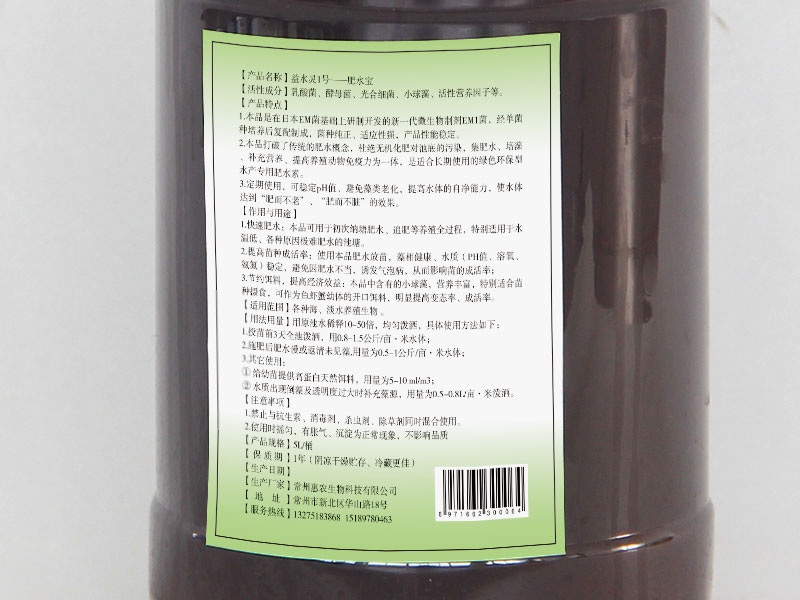 【产品名称】益水灵1号——肥水宝
【活性成分】乳酸菌、酵母菌、光合细菌、小球藻、活性营养因子等。
【产品特点】
1.本品是在日本EM菌基础上研制开发的新一代微生物制剂EM1菌，经单菌
种培养后复配制成，菌种纯正、适应性强，产品性能稳定。
2.本品打破了传统的肥水概念，杜绝无机化肥对池底的污染，集肥水、培藻
、补充营养、提高养殖动物免疫力为一体，是适合长期使用的绿色环保型
水产专用肥水素。
3.定期使用，可稳定pH值、避免藻类老化，提高水体的自净能力，使水体
达到“肥而不老”、“肥而不脏”的效果。
【作用与用途】
1.快速肥水：本品可用于初次纳塘肥水、追肥等养殖全过程，特别适用于水
温低、各种原因极难肥水的池塘。
2.提高苗种成活率：使用本品肥水放苗，藻相健康、水质（PH值、溶氧、
氨氮）稳定，避免因肥水不当，诱发气泡病，从而影响苗的成活率；
3.节约饵料，提高经济效益：本品中含有的小球藻，营养丰富，特别适合苗
种摄食，可作为鱼虾蟹幼体的开口饵料，明显提高变态率、成活率。
【适用范围】各种海、淡水养殖生物。
【用法用量】用原池水稀释10-50倍，均匀泼洒，具体使用方法如下：
1.投苗前3天全池泼洒，用0.8-1.5公斤/亩·米水体；
2.施肥后肥水慢或返清未见藻,用量为0.5-1公斤/亩·米水体；
3.其它使用：
① 给幼苗提供高蛋白天然饵料，用量为5-10 ml/m3；
② 水质出现倒藻及透明度过大时补充藻源，用量为0.5-0.8L/亩·米泼洒。
【注意事项】
1.禁止与抗生素、消毒剂、杀虫剂、除草剂同时混合使用。
2.使用时摇匀，有胀气、沉淀为正常现象，不影响品质
【产品规格】5L/桶
【保 质 期】1年（阴凉干燥贮存、冷藏更佳）
【生产日期】
【生产厂家】常州惠农生物科技有限公司
【地    址】常州市新北区华山路18号
【服务热线】13275183868  15189780463
6 971662 300064